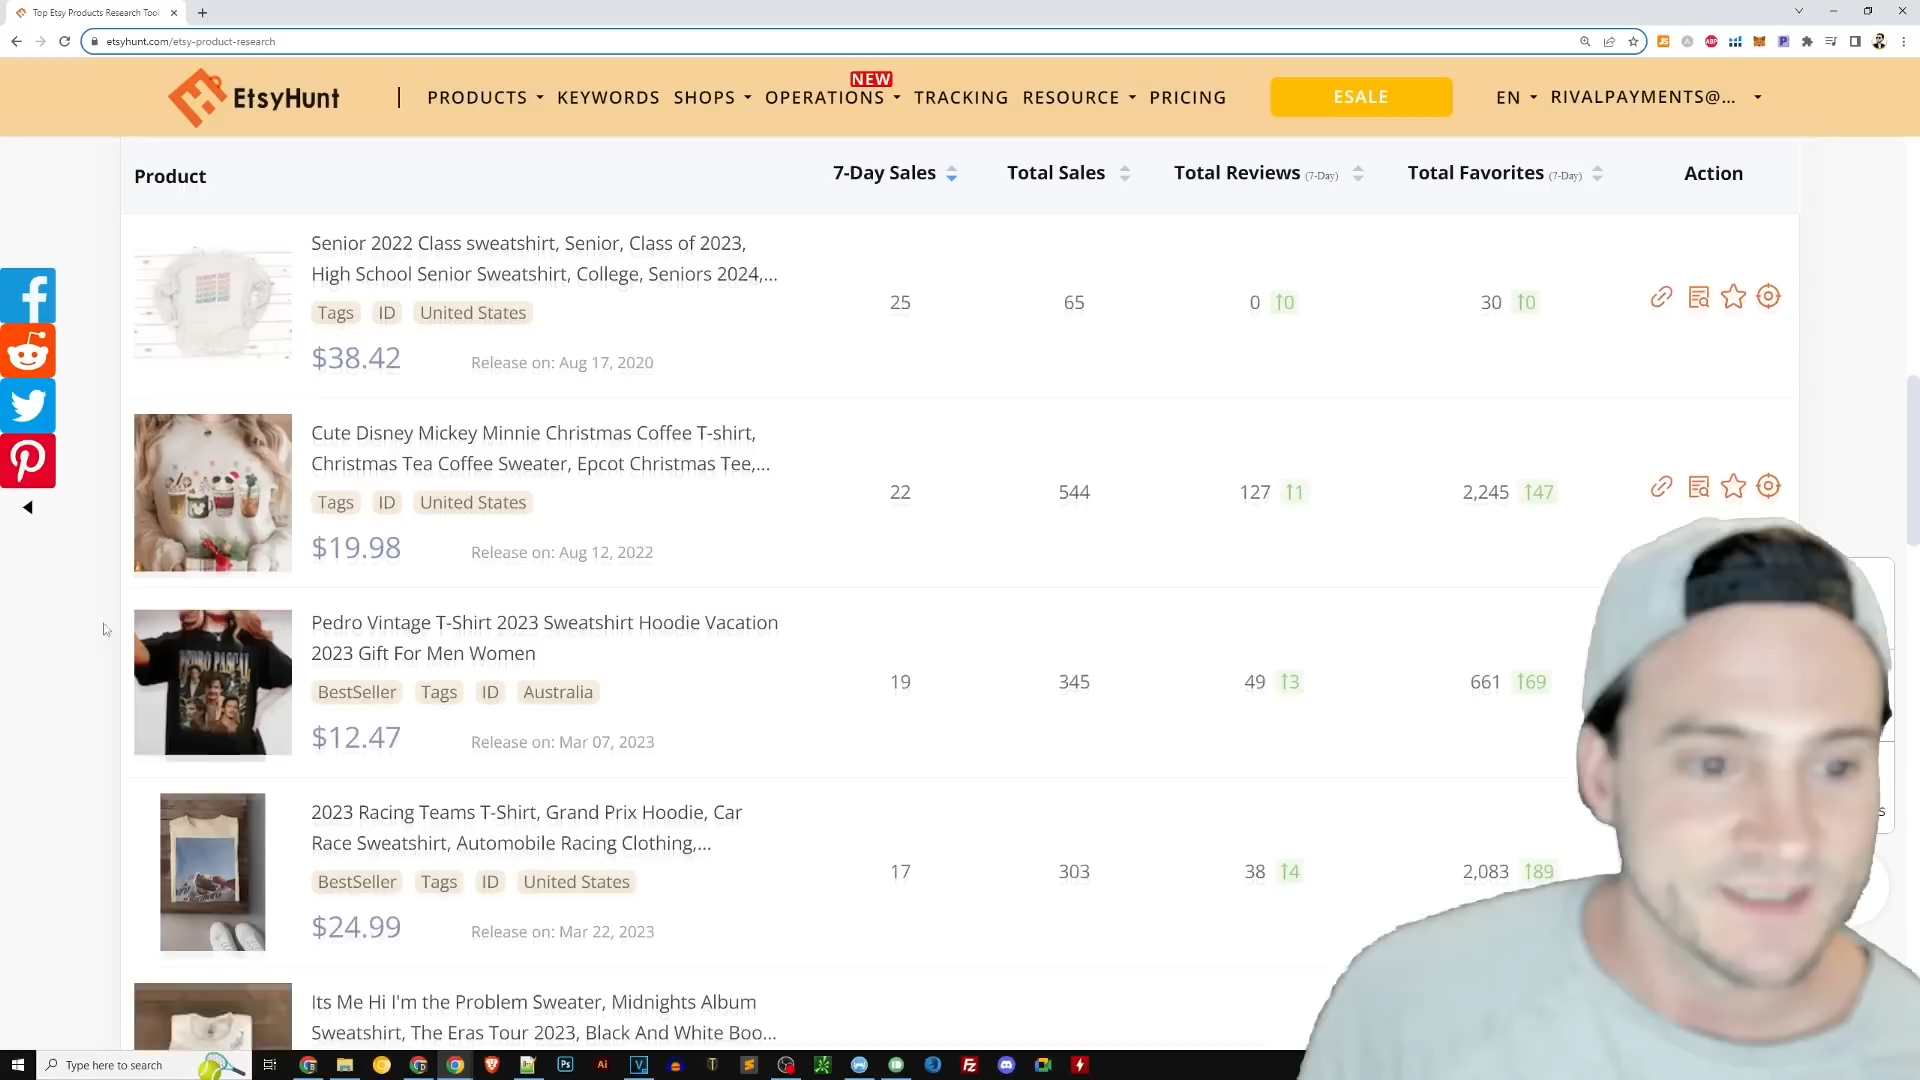 Top Etsy Products Research Tool
etsyhunt.com/etsy-product-research
EtsyHunt
PRODUCTS
KEYWORDS
SHOPS
OPERATIONS
NEW
TRACKING
RESOURCE
PRICING
ESALE
EN
RIVALPAYMENTS@...
Product
7-Day Sales
Total Sales
Total Reviews (7-Day)
Total Favorites (7-Day)
Action
Senior 2022 Class sweatshirt, Senior, Class of 2023,
High School Senior Sweatshirt, College, Seniors 2024,...
Tags ID United States
$38.42 Release on: Aug 17, 2020
25 65 0 ↑0 30 ↑0
Cute Disney Mickey Minnie Christmas Coffee T-shirt,
Christmas Tea Coffee Sweater, Epcot Christmas Tee,...
Tags ID United States
$19.98 Release on: Aug 12, 2022
22 544 127 ↑1 2,245 ↑47
PEDRO PASCAL
Pedro Vintage T-Shirt 2023 Sweatshirt Hoodie Vacation
2023 Gift For Men Women
BestSeller Tags ID Australia
$12.47 Release on: Mar 07, 2023
19 345 49 ↑3 661 ↑69
2023 Racing Teams T-Shirt, Grand Prix Hoodie, Car
Race Sweatshirt, Automobile Racing Clothing,...
BestSeller Tags ID United States
$24.99 Release on: Mar 22, 2023
17 303 38 ↑4 2,083 ↑89
Its Me Hi I'm the Problem Sweater, Midnights Album
Sweatshirt, The Eras Tour 2023, Black And White Boo...
Type here to search